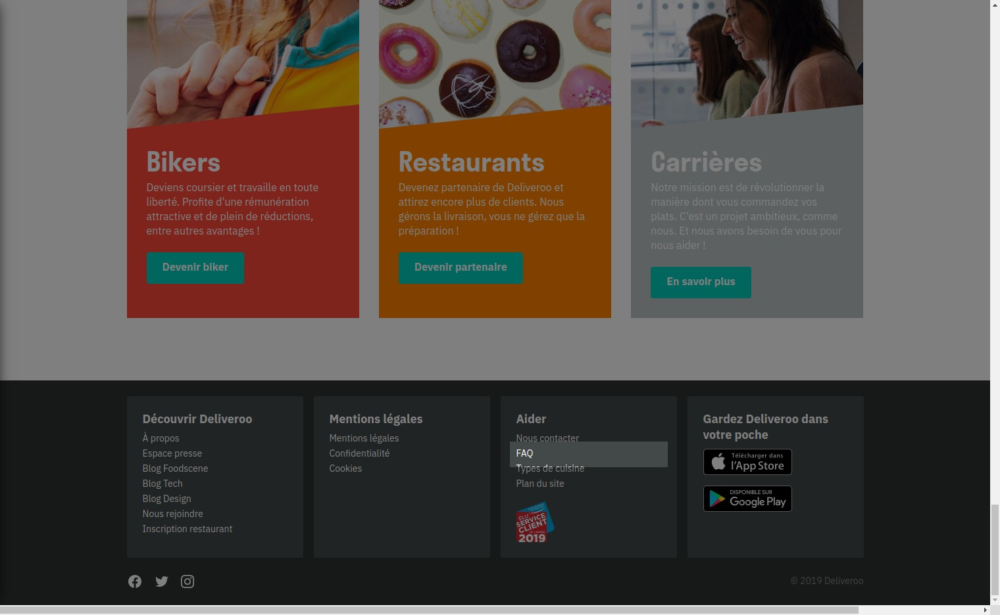 Bikers
Deviens coursier et travaille en toute
liberté. Profite d'une rémunération
attractive et de plein de réductions,
entre autres avantages !
Devenir biker
Restaurants
Devenez partenaire de Deliveroo et
attirez encore plus de clients. Nous
gérons la livraison, vous ne gérez que la
préparation !
Devenir partenaire
Carrières
Notre mission est de révolutionner la
manière dont vous commandez vos
plats. C'est un projet ambitieux, comme
nous. Et nous avons besoin de vous pour
nous aider !
En savoir plus
Découvrir Deliveroo
À propos
Espace presse
Blog Foodscene
Blog Tech
Blog Design
Nous rejoindre
Inscription restaurant
Mentions légales
Mentions légales
Confidentialité
Cookies
Aider
Nous contacter
FAQ
Types de cuisine
Plan du site
ELU
SERVICE
CLIENT
DE L'ANNEE
2019
Gardez Deliveroo dans
votre poche
Télécharger dans
l'App Store
DISPONIBLE SUR
Google Play
© 2019 Deliveroo